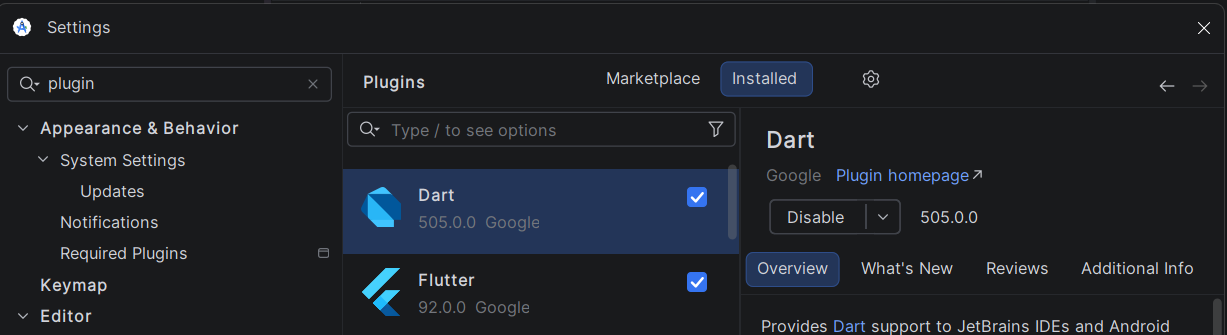 Settings
plugin
Appearance & Behavior
System Settings
Updates
Notifications
Required Plugins
Keymap
Editor
Plugins
Marketplace
Installed
Type / to see options
Dart
505.0.0 Google
Flutter
92.0.0 Google
Dart
Google Plugin homepage
Disable
505.0.0
Overview
What's New
Reviews
Additional Info
Provides Dart support to JetBrains IDEs and Android